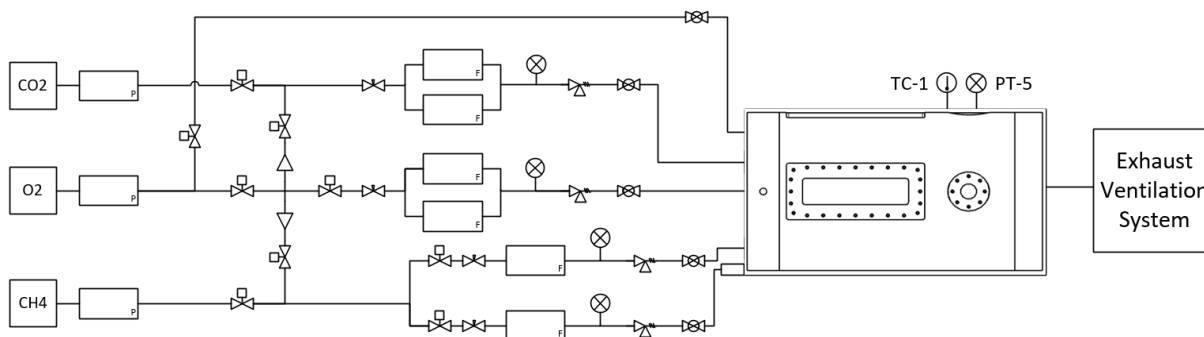 TC-1
PT-5
CO2
P
F
F
Exhaust
Ventilation
System
O2
P
F
F
F
CH4
P
F